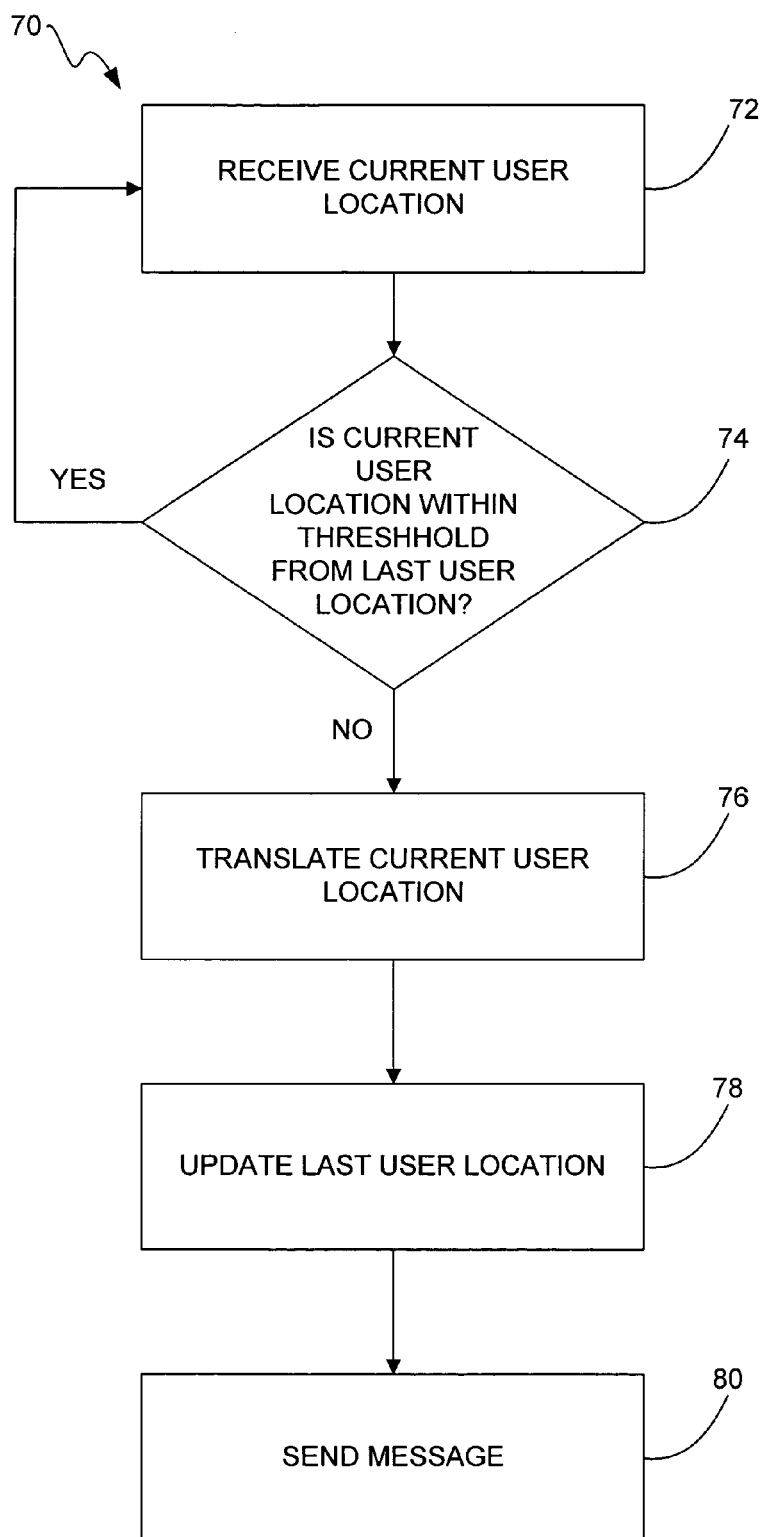 70
RECEIVE CURRENT USER
LOCATION
72
IS CURRENT
USER
LOCATION WITHIN
THRESHHOLD
FROM LAST USER
LOCATION?
74
YES
NO
TRANSLATE CURRENT USER
LOCATION
76
UPDATE LAST USER LOCATION
78
SEND MESSAGE
80